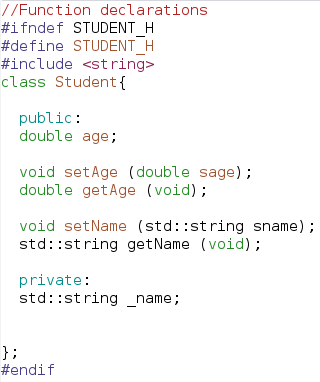 //Function declarations
#ifndef STUDENT_H
#define STUDENT_H
#include <string>
class Student{
public:
double age;
void setAge (double sage);
double getAge (void);
void setName (std::string sname);
std::string getName (void);
private:
std::string _name;
};
#endif